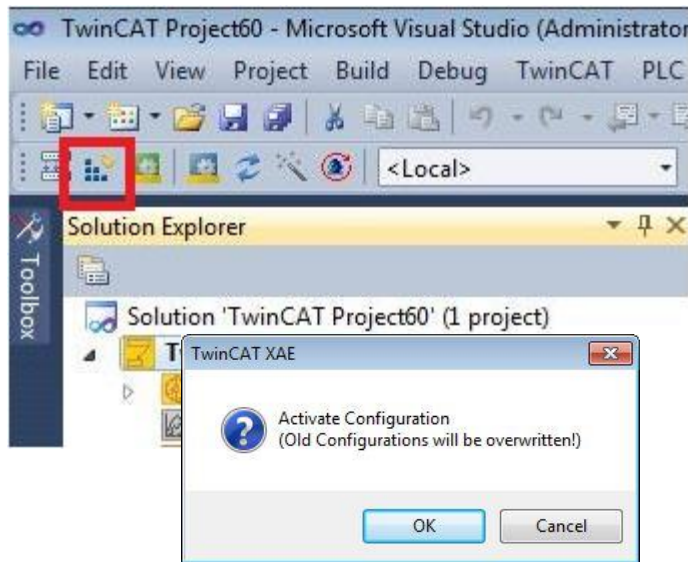 TwinCAT Project60 - Microsoft Visual Studio (Administrator
File Edit View Project Build Debug TwinCAT PLC
<Local>
Toolbox
Solution Explorer
Solution 'TwinCAT Project60' (1 project)
TwinCAT XAE
Activate Configuration
(Old Configurations will be overwritten!)
OK Cancel